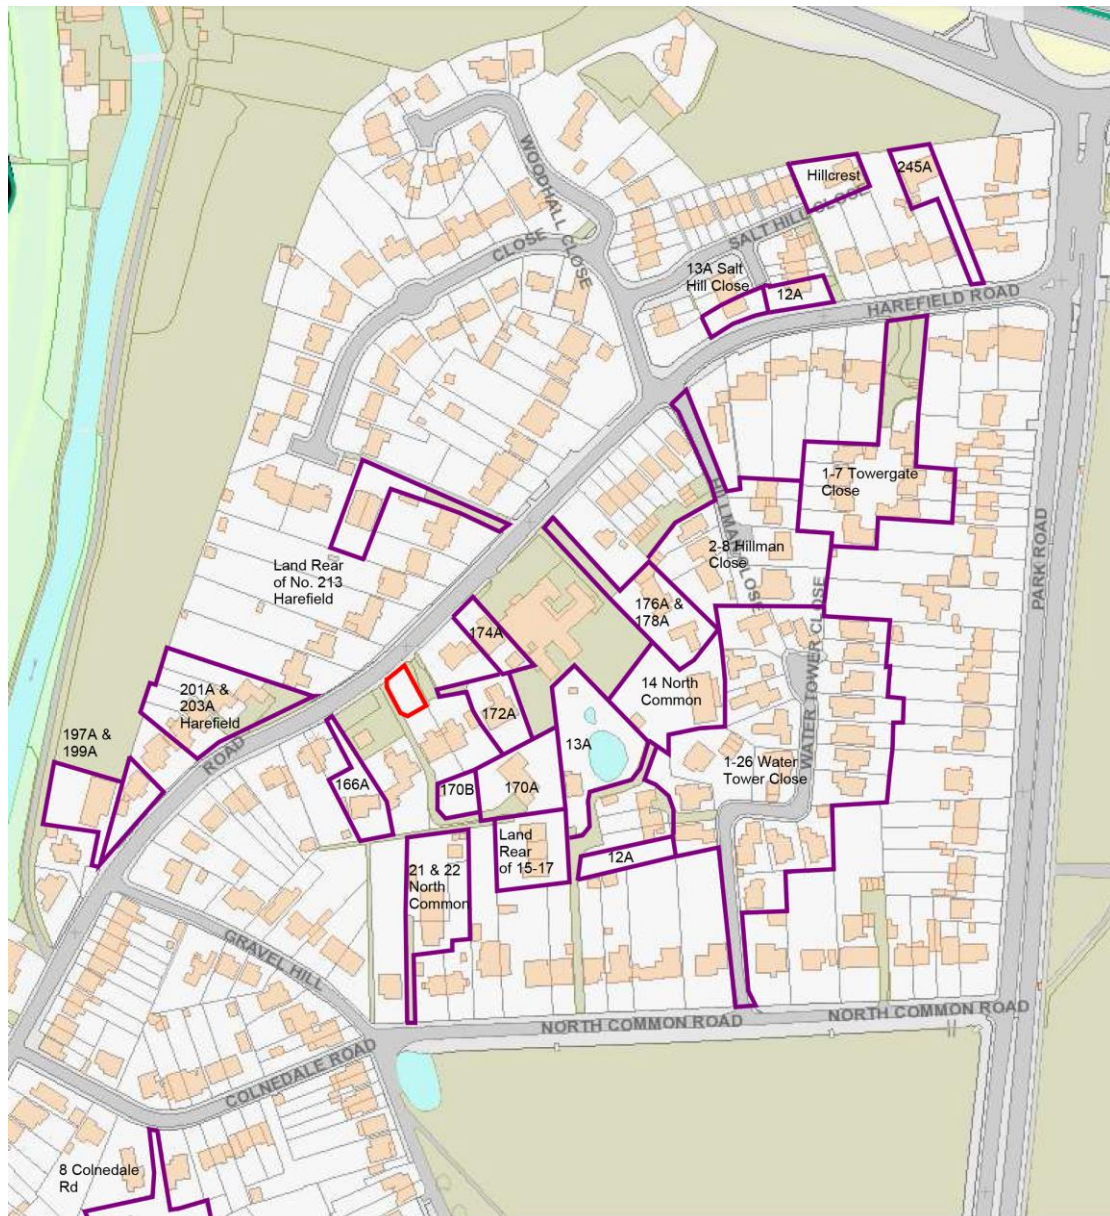 WOODHALL CLOSE
CLOSE
Hillcrest
245A
SALT HILL CLOSE
13A Salt
Hill Close
12A
HAREFIELD ROAD
1-7 Towergate
Close
HILLMAN CLOSE
2-8 Hillman
Close
PARK ROAD
Land Rear
of No. 213
Harefield
176A &
178A
174A
WATER TOWER CLOSE
14 North
Common
201A &
203A
Harefield
172A
197A &
199A
ROAD
13A
1-26 Water
Tower Close
166A
170B
170A
Land
Rear
of 15-17
12A
21 & 22
North
Common
GRAVEL HILL
NORTH COMMON ROAD
NORTH COMMON ROAD
COLNEDALE ROAD
8 Colnedale
Rd